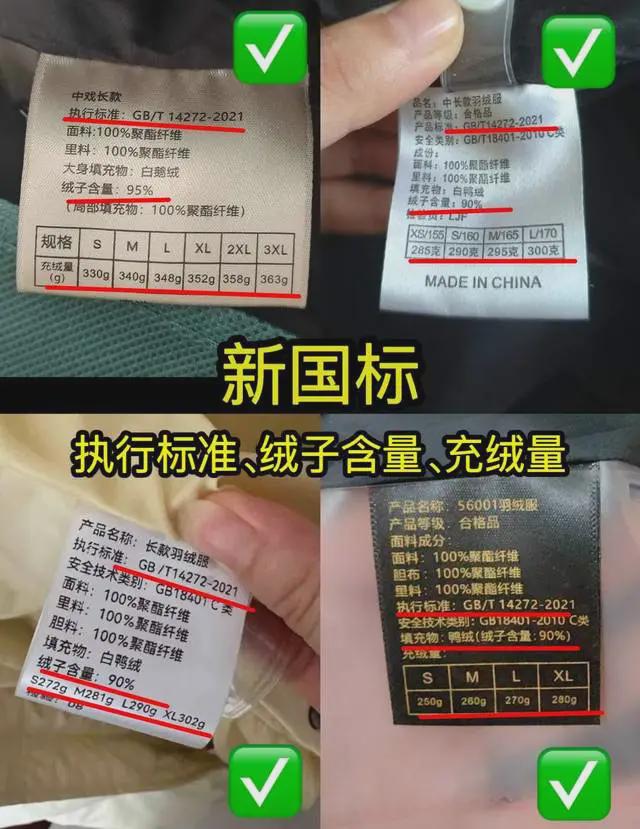 中戏长款
执行标准：GB/T 14272-2021
面料:100%聚酯纤维
里料：100%聚酯纤维
大身填充物：白鹅绒
绒子含量：95%
（局部填充物：100%聚酯纤维）
规格 S M L XL 2XL 3XL
充绒量(g) 330g 340g 348g 352g 358g 363g
品名：中长款羽绒服
产品等级：合格品
产品标准：GB/T14272-2021
安全类别：GB/T18401-2010 C类
成份：
面料：100%聚酯纤维
里料：100%聚酯纤维
填充物：白鸭绒
绒子含量：90%
检验员：LJF
XS/155 S/160 M/165 L/170
285克 290克 295克 300克
MADE IN CHINA
新国标
执行标准、绒子含量、充绒量
产品名称：长款羽绒服
执行标准：GB/T14272-2021
安全技术类别：GB18401 C类
面料：100%聚酯纤维
里料：100%聚酯纤维
胆料：100%聚酯纤维
填充物：白鸭绒
绒子含量：90%
S272g M281g L290g XL302g
产品名称：56001羽绒服
产品等级：合格品
面料成分：
面料：100%聚酯纤维
胆布：100%聚酯纤维
里料：100%聚酯纤维
执行标准：GB/T 14272-2021
安全技术类别：GB18401-2010 C类
填充物：鸭绒(绒子含量：90%)
充绒量：
S M L XL
250g 260g 270g 280g